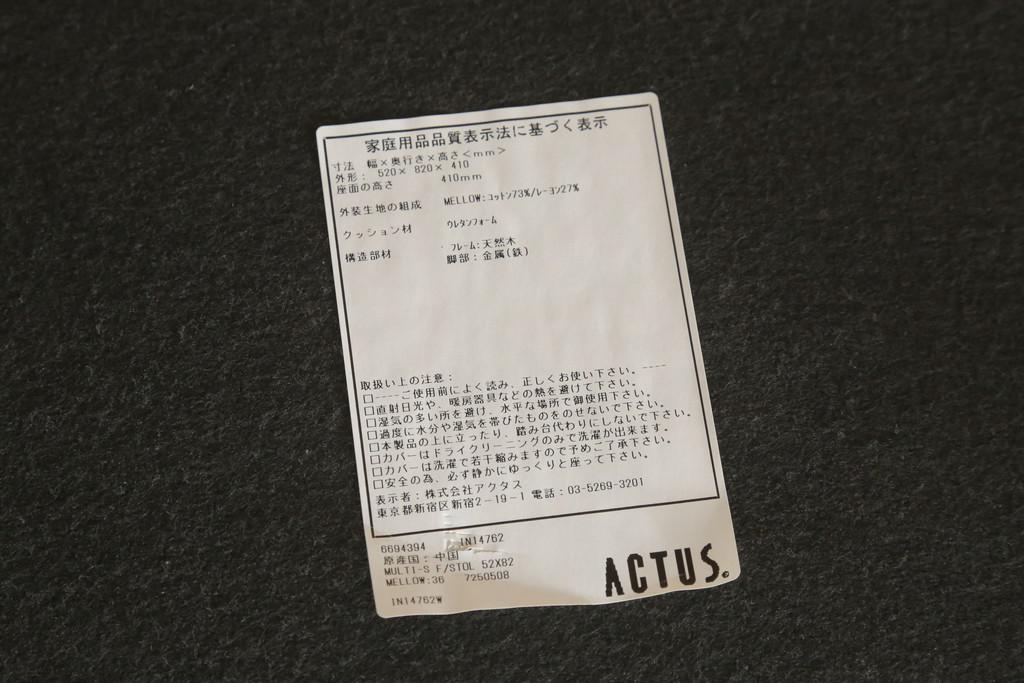 家庭用品品質表示法に基づく表示
寸法 幅×奥行き×高さ<mm>
外形: 520× 820× 410
座面の高さ 410mm
外装生地の組成 MELLOW:コットン73%/レーヨン27%
クッション材 ウレタンフォーム
構造部材 フレーム:天然木
脚部:金属(鉄)
取扱い上の注意:
□----ご使用前によく読み、正しくお使い下さい。----
□直射日光や、暖房器具などの熱を避けて下さい。
□湿気の多い所を避け、水平な場所で御使用下さい。
□過度に水分や湿気を帯びたものをのせないで下さい。
□本製品の上に立ったり、踏み台代わりにしないで下さい。
□カバーはドライクリーニングのみで洗濯が出来ます。
□カバーは洗濯で若干縮みますので予めご了承下さい。
□安全の為、必ず静かにゆっくりと座って下さい。
表示者:株式会社アクタス
東京都新宿区新宿2-19-1 電話:03-5269-3201
6694394 IN14762
原産国:中国
MULTI-S F/STOL 52X82
MELLOW:36 7250508
IN14762W
ACTUS.